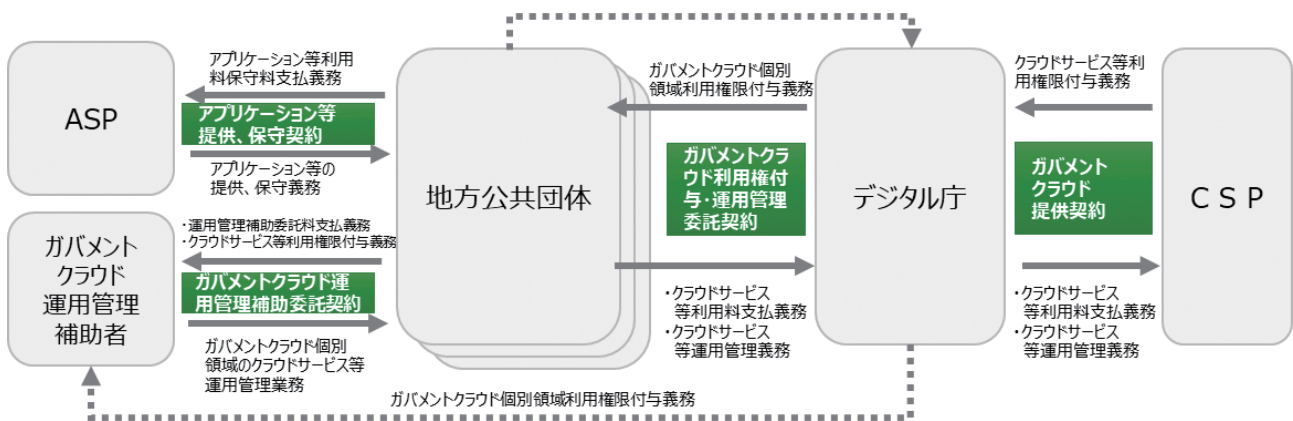 ASP
アプリケーション等利用
料保守料支払義務
アプリケーション等
提供、保守契約
アプリケーション等の
提供、保守義務
ガバメント
クラウド
運用管理
補助者
・運用管理補助委託料支払義務
・クラウドサービス等利用権限付与義務
ガバメントクラウド運
用管理補助委託契約
ガバメントクラウド個別
領域のクラウドサービス等
運用管理業務
地方公共団体
ガバメントクラウド個別
領域利用権限付与義務
ガバメントクラ
ウド利用権付
与・運用管理
委託契約
・クラウドサービス
等利用料支払義務
・クラウドサービス
等運用管理義務
デジタル庁
クラウドサービス等利
用権限付与義務
ガバメント
クラウド
提供契約
・クラウドサービス
等利用料支払義務
・クラウドサービス
等運用管理義務
ＣＳＰ
ガバメントクラウド個別領域利用権限付与義務